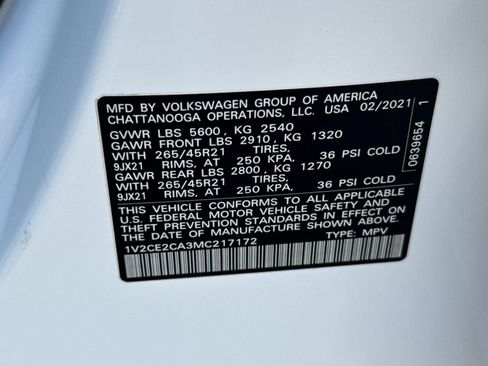 MFD BY VOLKSWAGEN GROUP OF AMERICA
CHATTANOOGA OPERATIONS, LLC. USA 02/2021
GVWR LBS 5600, KG 2540
GAWR FRONT LBS 2910, KG 1320
WITH 265/45R21 TIRES,
9JX21 RIMS. AT 250 KPA, 36 PSI COLD
GAWR REAR LBS 2800, KG 1270
WITH 265/45R21 TIRES,
9JX21 RIMS. AT 250 KPA, 36 PSI COLD
THIS VEHICLE CONFORMS TO ALL APPLICABLE
U.S. FEDERAL MOTOR VEHICLE SAFETY AND
THEFT PREVENTION STANDARDS IN EFFECT ON
THE DATE OF MANUFACTURE SHOWN ABOVE.
1V2CE2CA3MC217172 TYPE: MPV
0639654 1